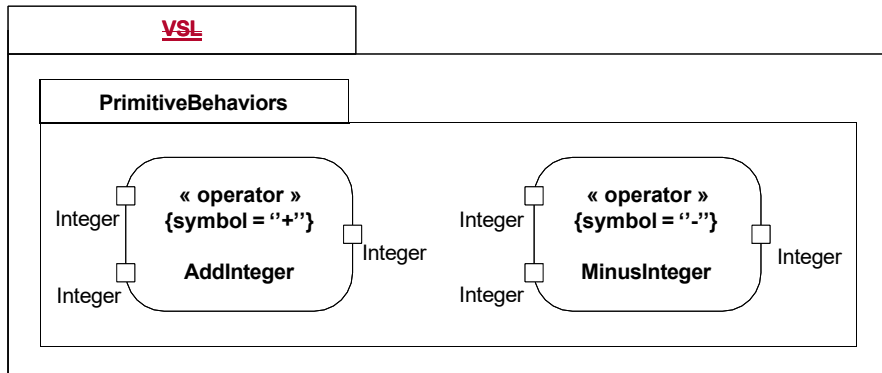 VSL
PrimitiveBehaviors
« operator »
{symbol = ‘’+’’}
AddInteger
Integer
Integer
Integer
« operator »
{symbol = ‘’-’’}
MinusInteger
Integer
Integer
Integer